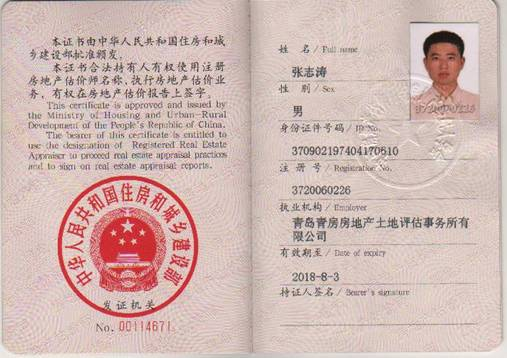 本证书由中华人民共和国住房和城
乡建设部批准颁发。
本证书合法持有人有权使用注册
房地产估价师名称，执行房地产估价业
务，有权在房地产估价报告上签字。
This certificate is approved and issued by
the Ministry of Housing and Urban-Rural
Development of the People's Republic of China.
The bearer of this certificate is entitled to
use the designation of Registered Real Estate
Appraiser to proceed real estate appraisal practices
and to sign on real estate appraisal reports.
中华人民共和国住房和城乡建设部
发证机关
No. 00114671
姓 名 / Full name
张志涛
性 别 / Sex
男
身份证件号码 / ID No.
370902197404170610
注 册 号 / Registration No.
3720060226
执业机构 / Employer
青岛青房房地产土地评估事务所有
限公司
有效期至 / Date of expiry
2018-8-3
持证人签名 / Bearer's signature